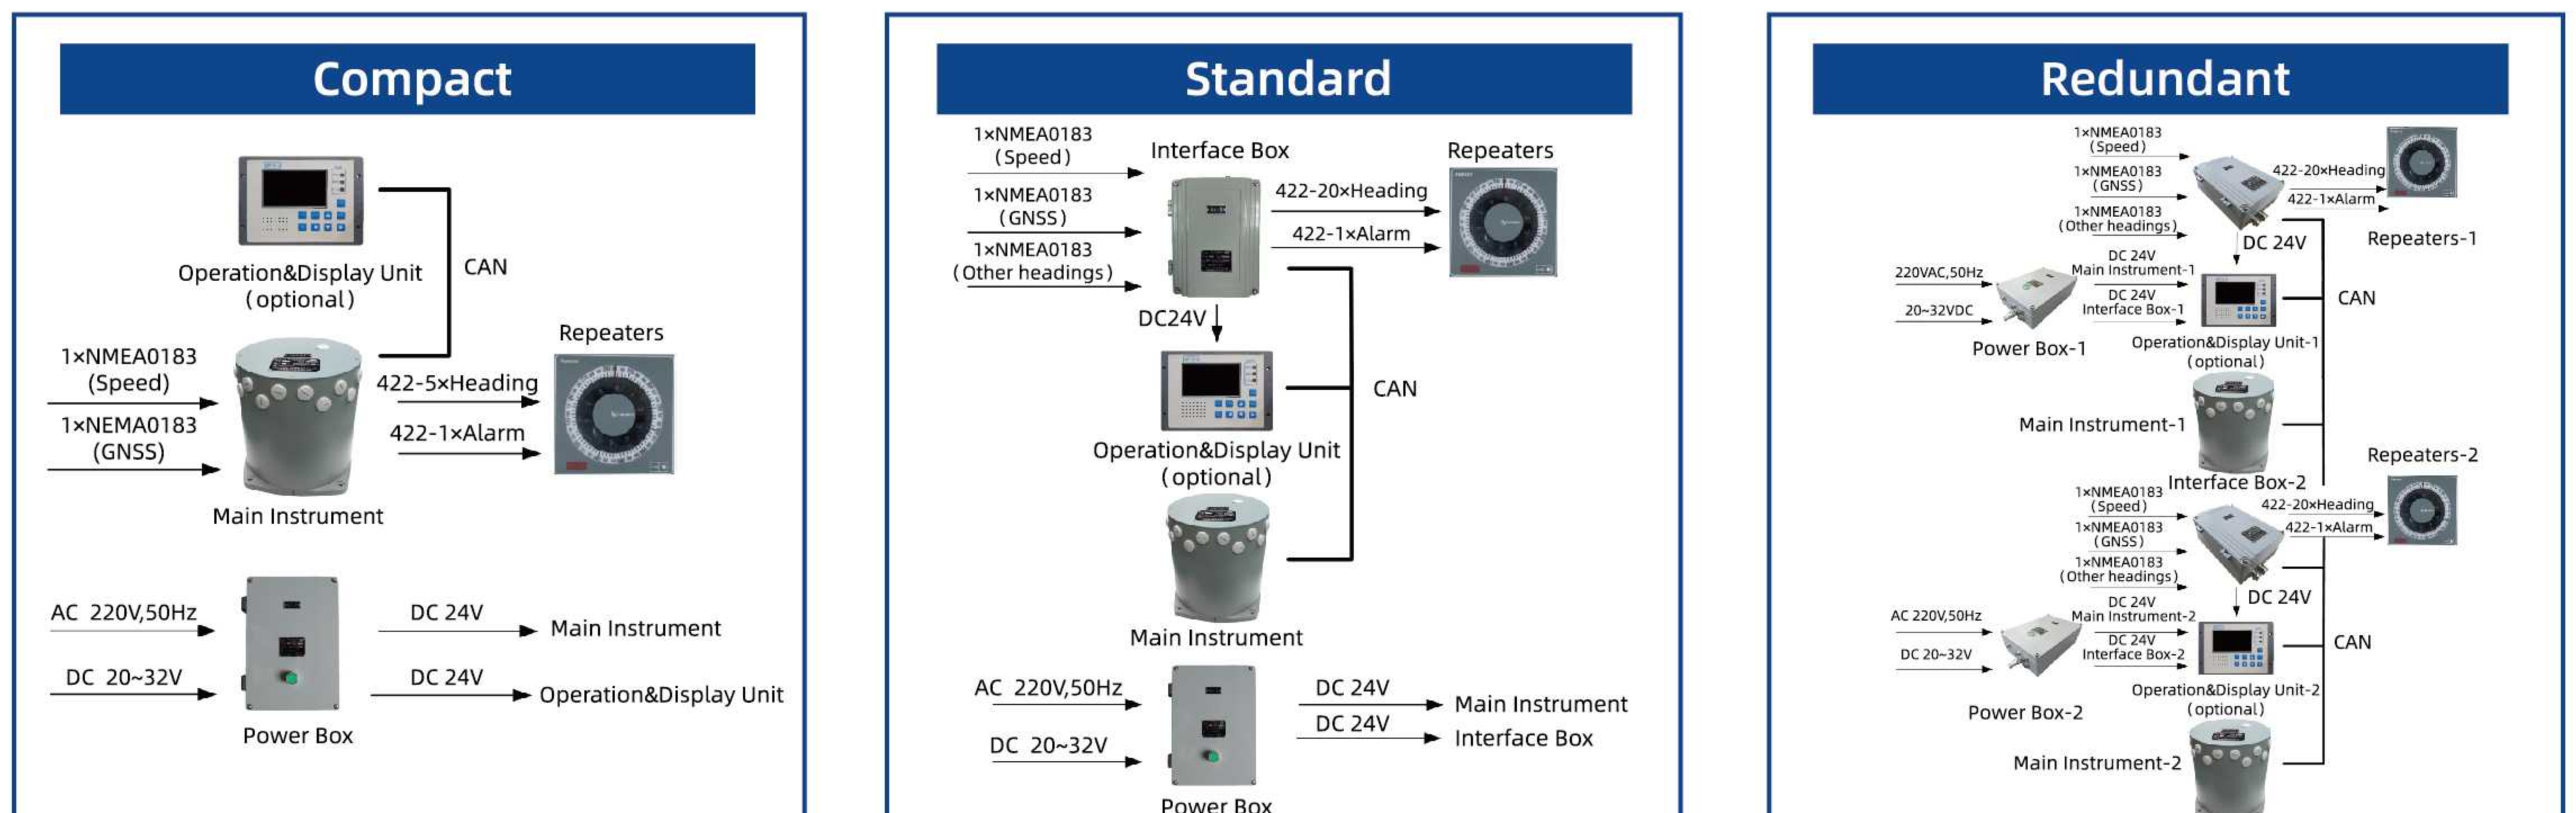 Compact
Operation&Display Unit
(optional)
CAN
Repeaters
1×NMEA0183
(Speed)
1×NEMA0183
(GNSS)
422-5×Heading
422-1×Alarm
Main Instrument
AC 220V,50Hz
DC 20~32V
DC 24V
Main Instrument
DC 24V
Operation&Display Unit
Power Box
Standard
1×NMEA0183
(Speed)
1×NMEA0183
(GNSS)
1×NMEA0183
(Other headings)
Interface Box
Repeaters
422-20×Heading
422-1×Alarm
DC24V
CAN
Operation&Display Unit
(optional)
Main Instrument
AC 220V,50Hz
DC 20~32V
DC 24V
Main Instrument
DC 24V
Interface Box
Power Box
Redundant
1×NMEA0183
(Speed)
1×NMEA0183
(GNSS)
1×NMEA0183
(Other headings)
422-20×Heading
422-1×Alarm
Repeaters-1
DC 24V
220VAC,50Hz
20~32VDC
DC 24V
Main Instrument-1
DC 24V
Interface Box-1
CAN
Power Box-1
Operation&Display Unit-1
(optional)
Main Instrument-1
Repeaters-2
Interface Box-2
1×NMEA0183
(Speed)
1×NMEA0183
(GNSS)
1×NMEA0183
(Other headings)
422-20×Heading
422-1×Alarm
DC 24V
AC 220V,50Hz
DC 20~32V
DC 24V
Main Instrument-2
DC 24V
Interface Box-2
CAN
Operation&Display Unit-2
(optional)
Power Box-2
Main Instrument-2